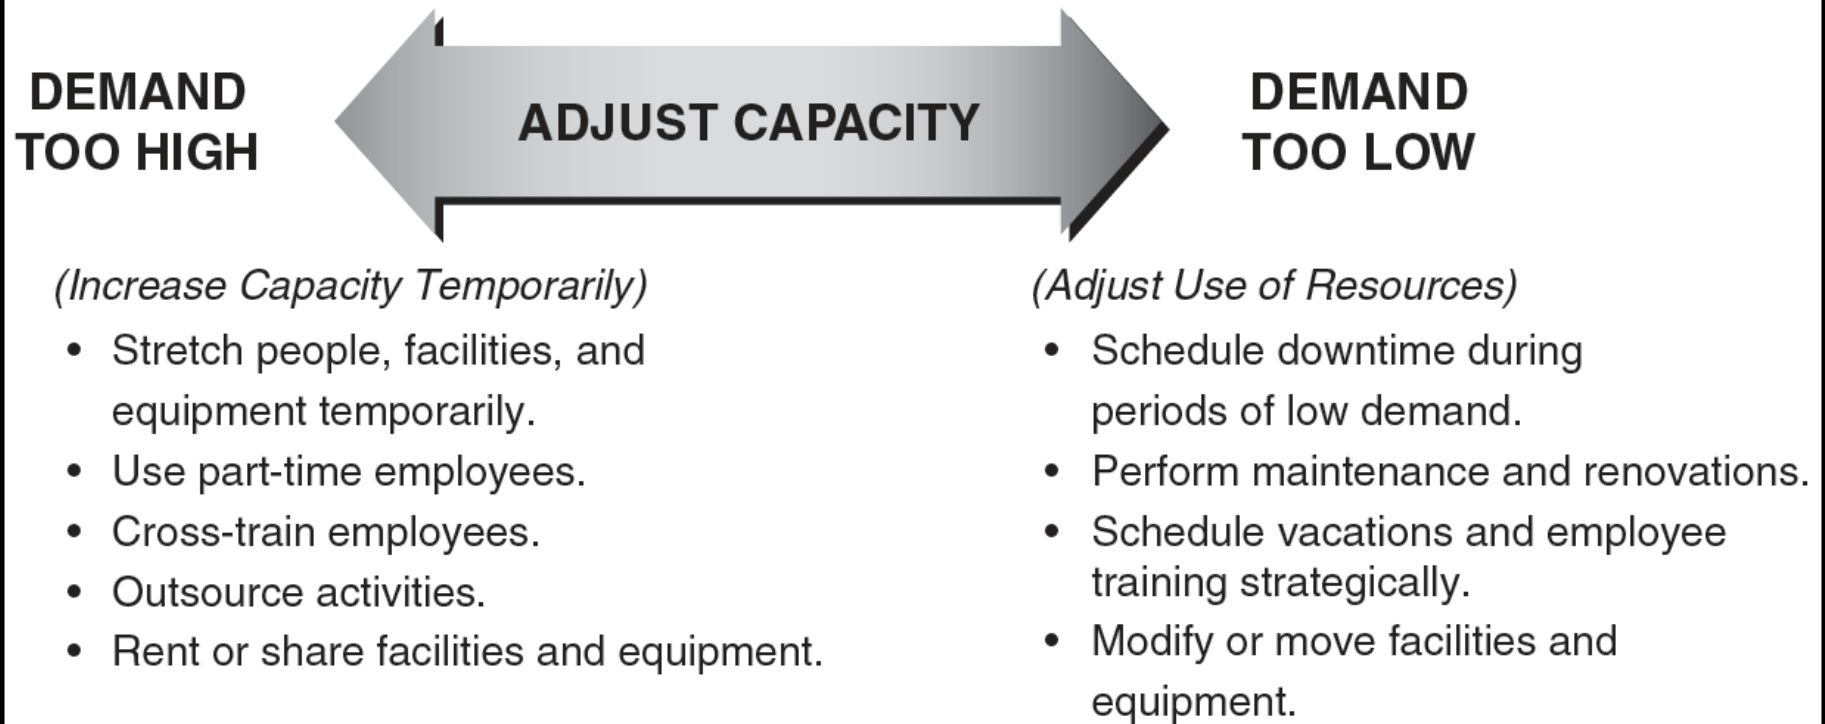 DEMAND
TOO HIGH
ADJUST CAPACITY
DEMAND
TOO LOW
(Increase Capacity Temporarily)
• Stretch people, facilities, and
equipment temporarily.
• Use part-time employees.
• Cross-train employees.
• Outsource activities.
• Rent or share facilities and equipment.
(Adjust Use of Resources)
• Schedule downtime during
periods of low demand.
• Perform maintenance and renovations.
• Schedule vacations and employee
training strategically.
• Modify or move facilities and
equipment.